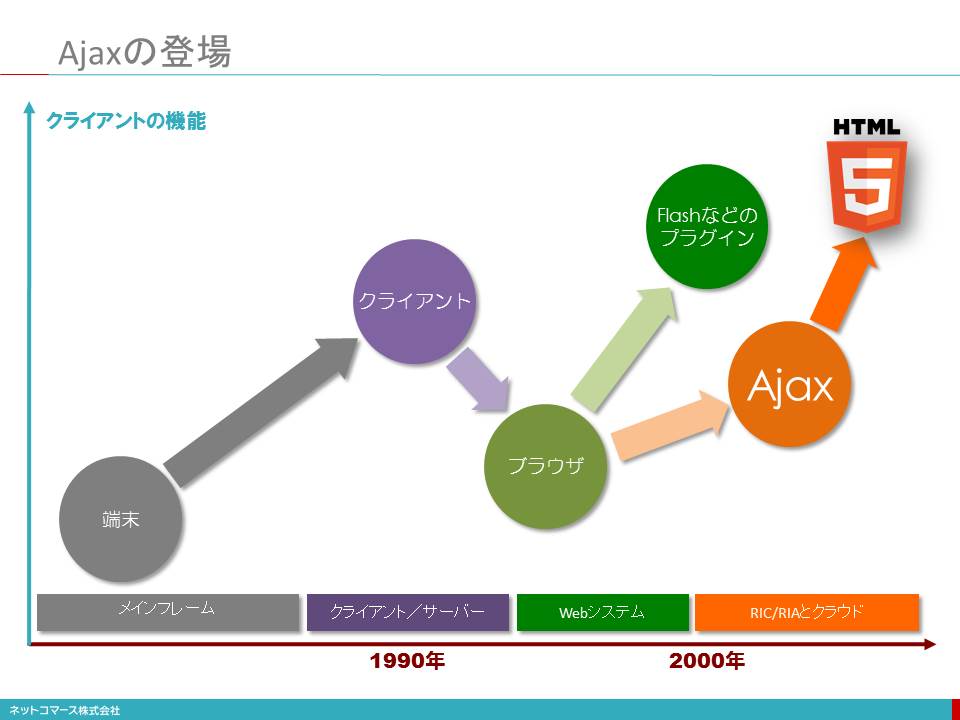 Ajaxの登場
クライアントの機能
HTML
5
Flashなどの
プラグイン
クライアント
Ajax
ブラウザ
端末
メインフレーム
クライアント／サーバー
Webシステム
RIC/RIAとクラウド
1990年
2000年
ネットコマース株式会社